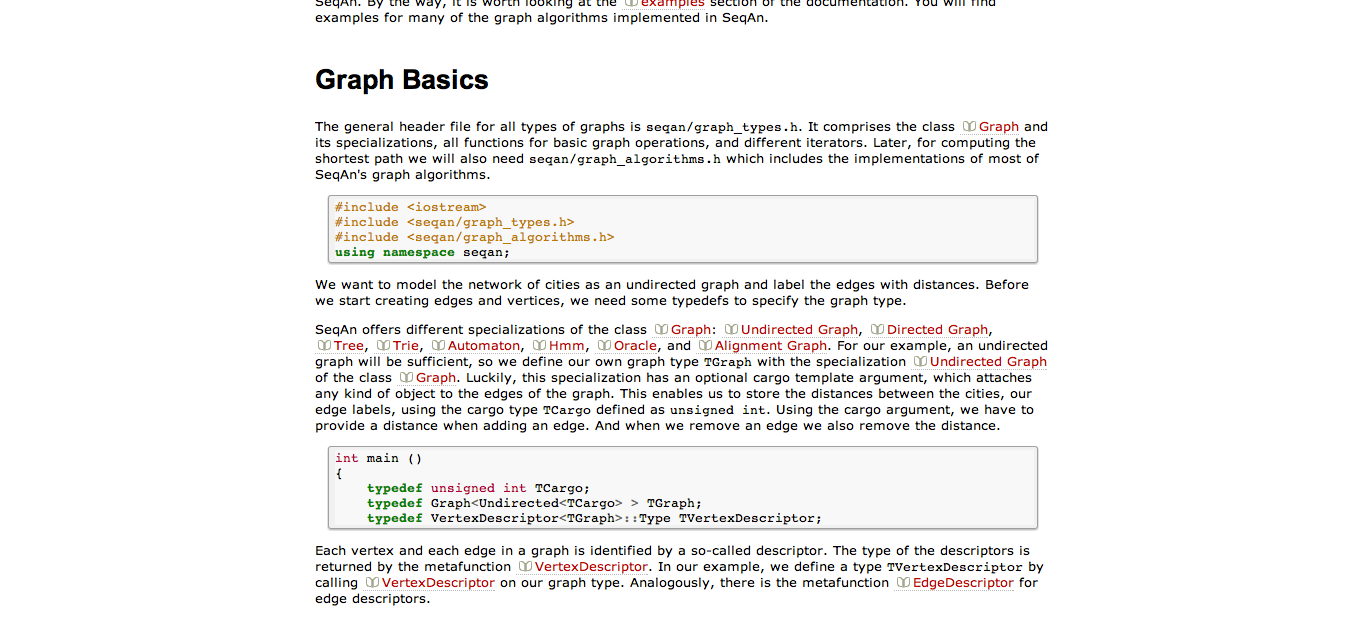 SeqAn. By the way, it is worth looking at the examples section of the documentation. You will find
examples for many of the graph algorithms implemented in SeqAn.
Graph Basics
The general header file for all types of graphs is seqan/graph_types.h. It comprises the class Graph and
its specializations, all functions for basic graph operations, and different iterators. Later, for computing the
shortest path we will also need seqan/graph_algorithms.h which includes the implementations of most of
SeqAn's graph algorithms.
#include <iostream>
#include <seqan/graph_types.h>
#include <seqan/graph_algorithms.h>
using namespace seqan;
We want to model the network of cities as an undirected graph and label the edges with distances. Before
we start creating edges and vertices, we need some typedefs to specify the graph type.
SeqAn offers different specializations of the class Graph: Undirected Graph, Directed Graph,
Tree, Trie, Automaton, Hmm, Oracle, and Alignment Graph. For our example, an undirected
graph will be sufficient, so we define our own graph type TGraph with the specialization Undirected Graph
of the class Graph. Luckily, this specialization has an optional cargo template argument, which attaches
any kind of object to the edges of the graph. This enables us to store the distances between the cities, our
edge labels, using the cargo type TCargo defined as unsigned int. Using the cargo argument, we have to
provide a distance when adding an edge. And when we remove an edge we also remove the distance.
int main ()
{
    typedef unsigned int TCargo;
    typedef Graph<Undirected<TCargo> > TGraph;
    typedef VertexDescriptor<TGraph>::Type TVertexDescriptor;
Each vertex and each edge in a graph is identified by a so-called descriptor. The type of the descriptors is
returned by the metafunction VertexDescriptor. In our example, we define a type TVertexDescriptor by
calling VertexDescriptor on our graph type. Analogously, there is the metafunction EdgeDescriptor for
edge descriptors.